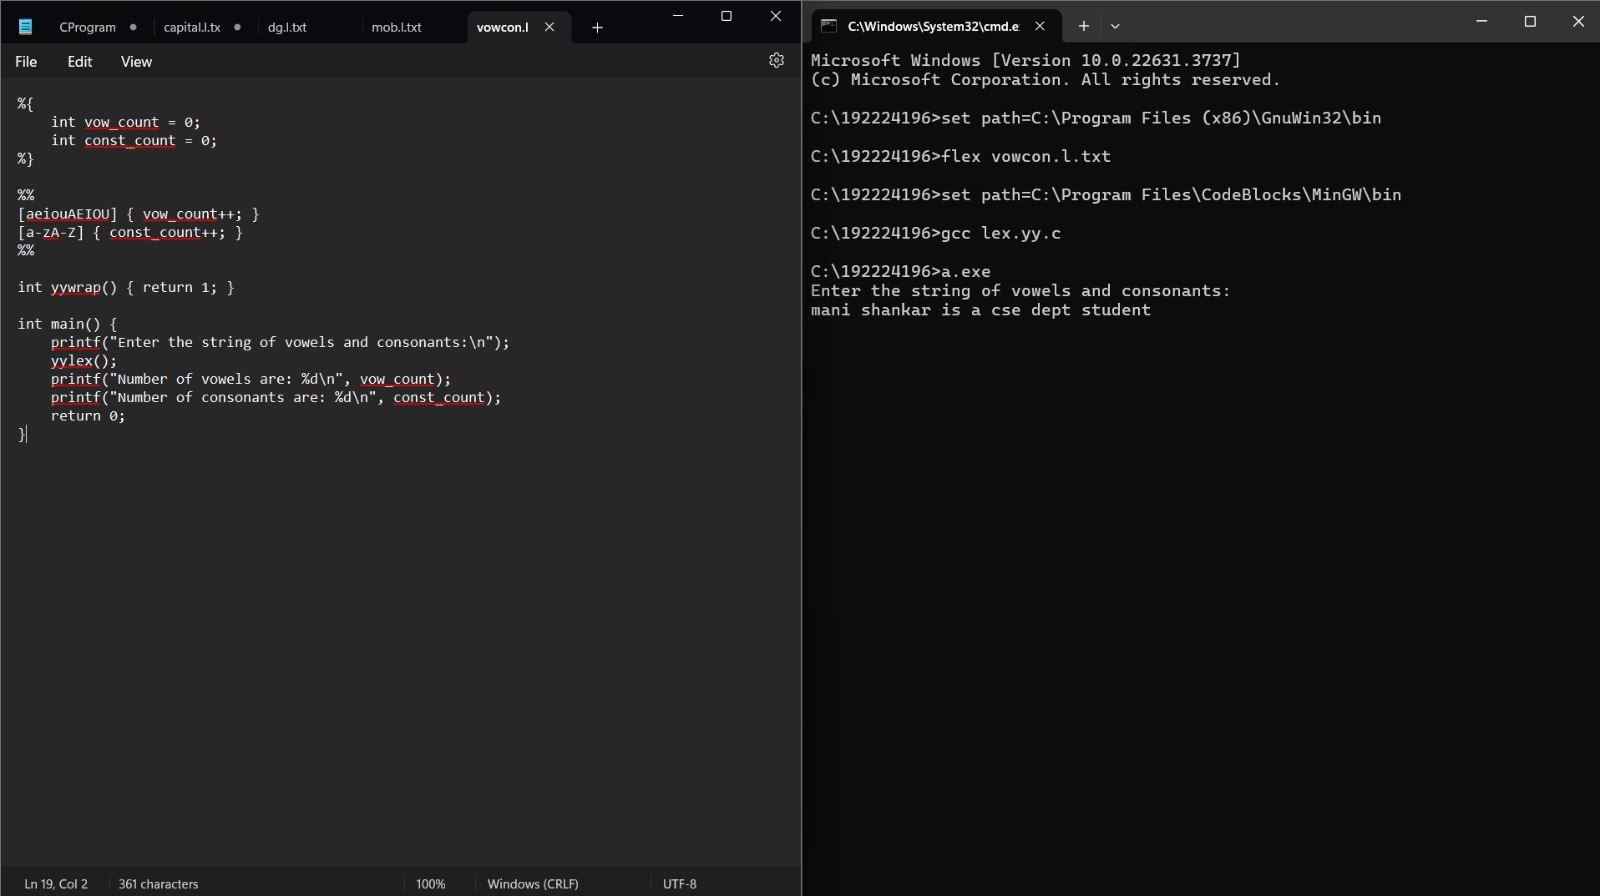 CProgram
capital.l.tx
dg.l.txt
mob.l.txt
vowcon.l
File Edit View
%{
    int vow_count = 0;
    int const_count = 0;
%}

%%
[aeiouAEIOU] { vow_count++; }
[a-zA-Z] { const_count++; }
%%

int yywrap() { return 1; }

int main() {
    printf("Enter the string of vowels and consonants:\n");
    yylex();
    printf("Number of vowels are: %d\n", vow_count);
    printf("Number of consonants are: %d\n", const_count);
    return 0;
}
Ln 19, Col 2
361 characters
100%
Windows (CRLF)
UTF-8
C:\Windows\System32\cmd.e
Microsoft Windows [Version 10.0.22631.3737]
(c) Microsoft Corporation. All rights reserved.

C:\192224196>set path=C:\Program Files (x86)\GnuWin32\bin

C:\192224196>flex vowcon.l.txt

C:\192224196>set path=C:\Program Files\CodeBlocks\MinGW\bin

C:\192224196>gcc lex.yy.c

C:\192224196>a.exe
Enter the string of vowels and consonants:
mani shankar is a cse dept student